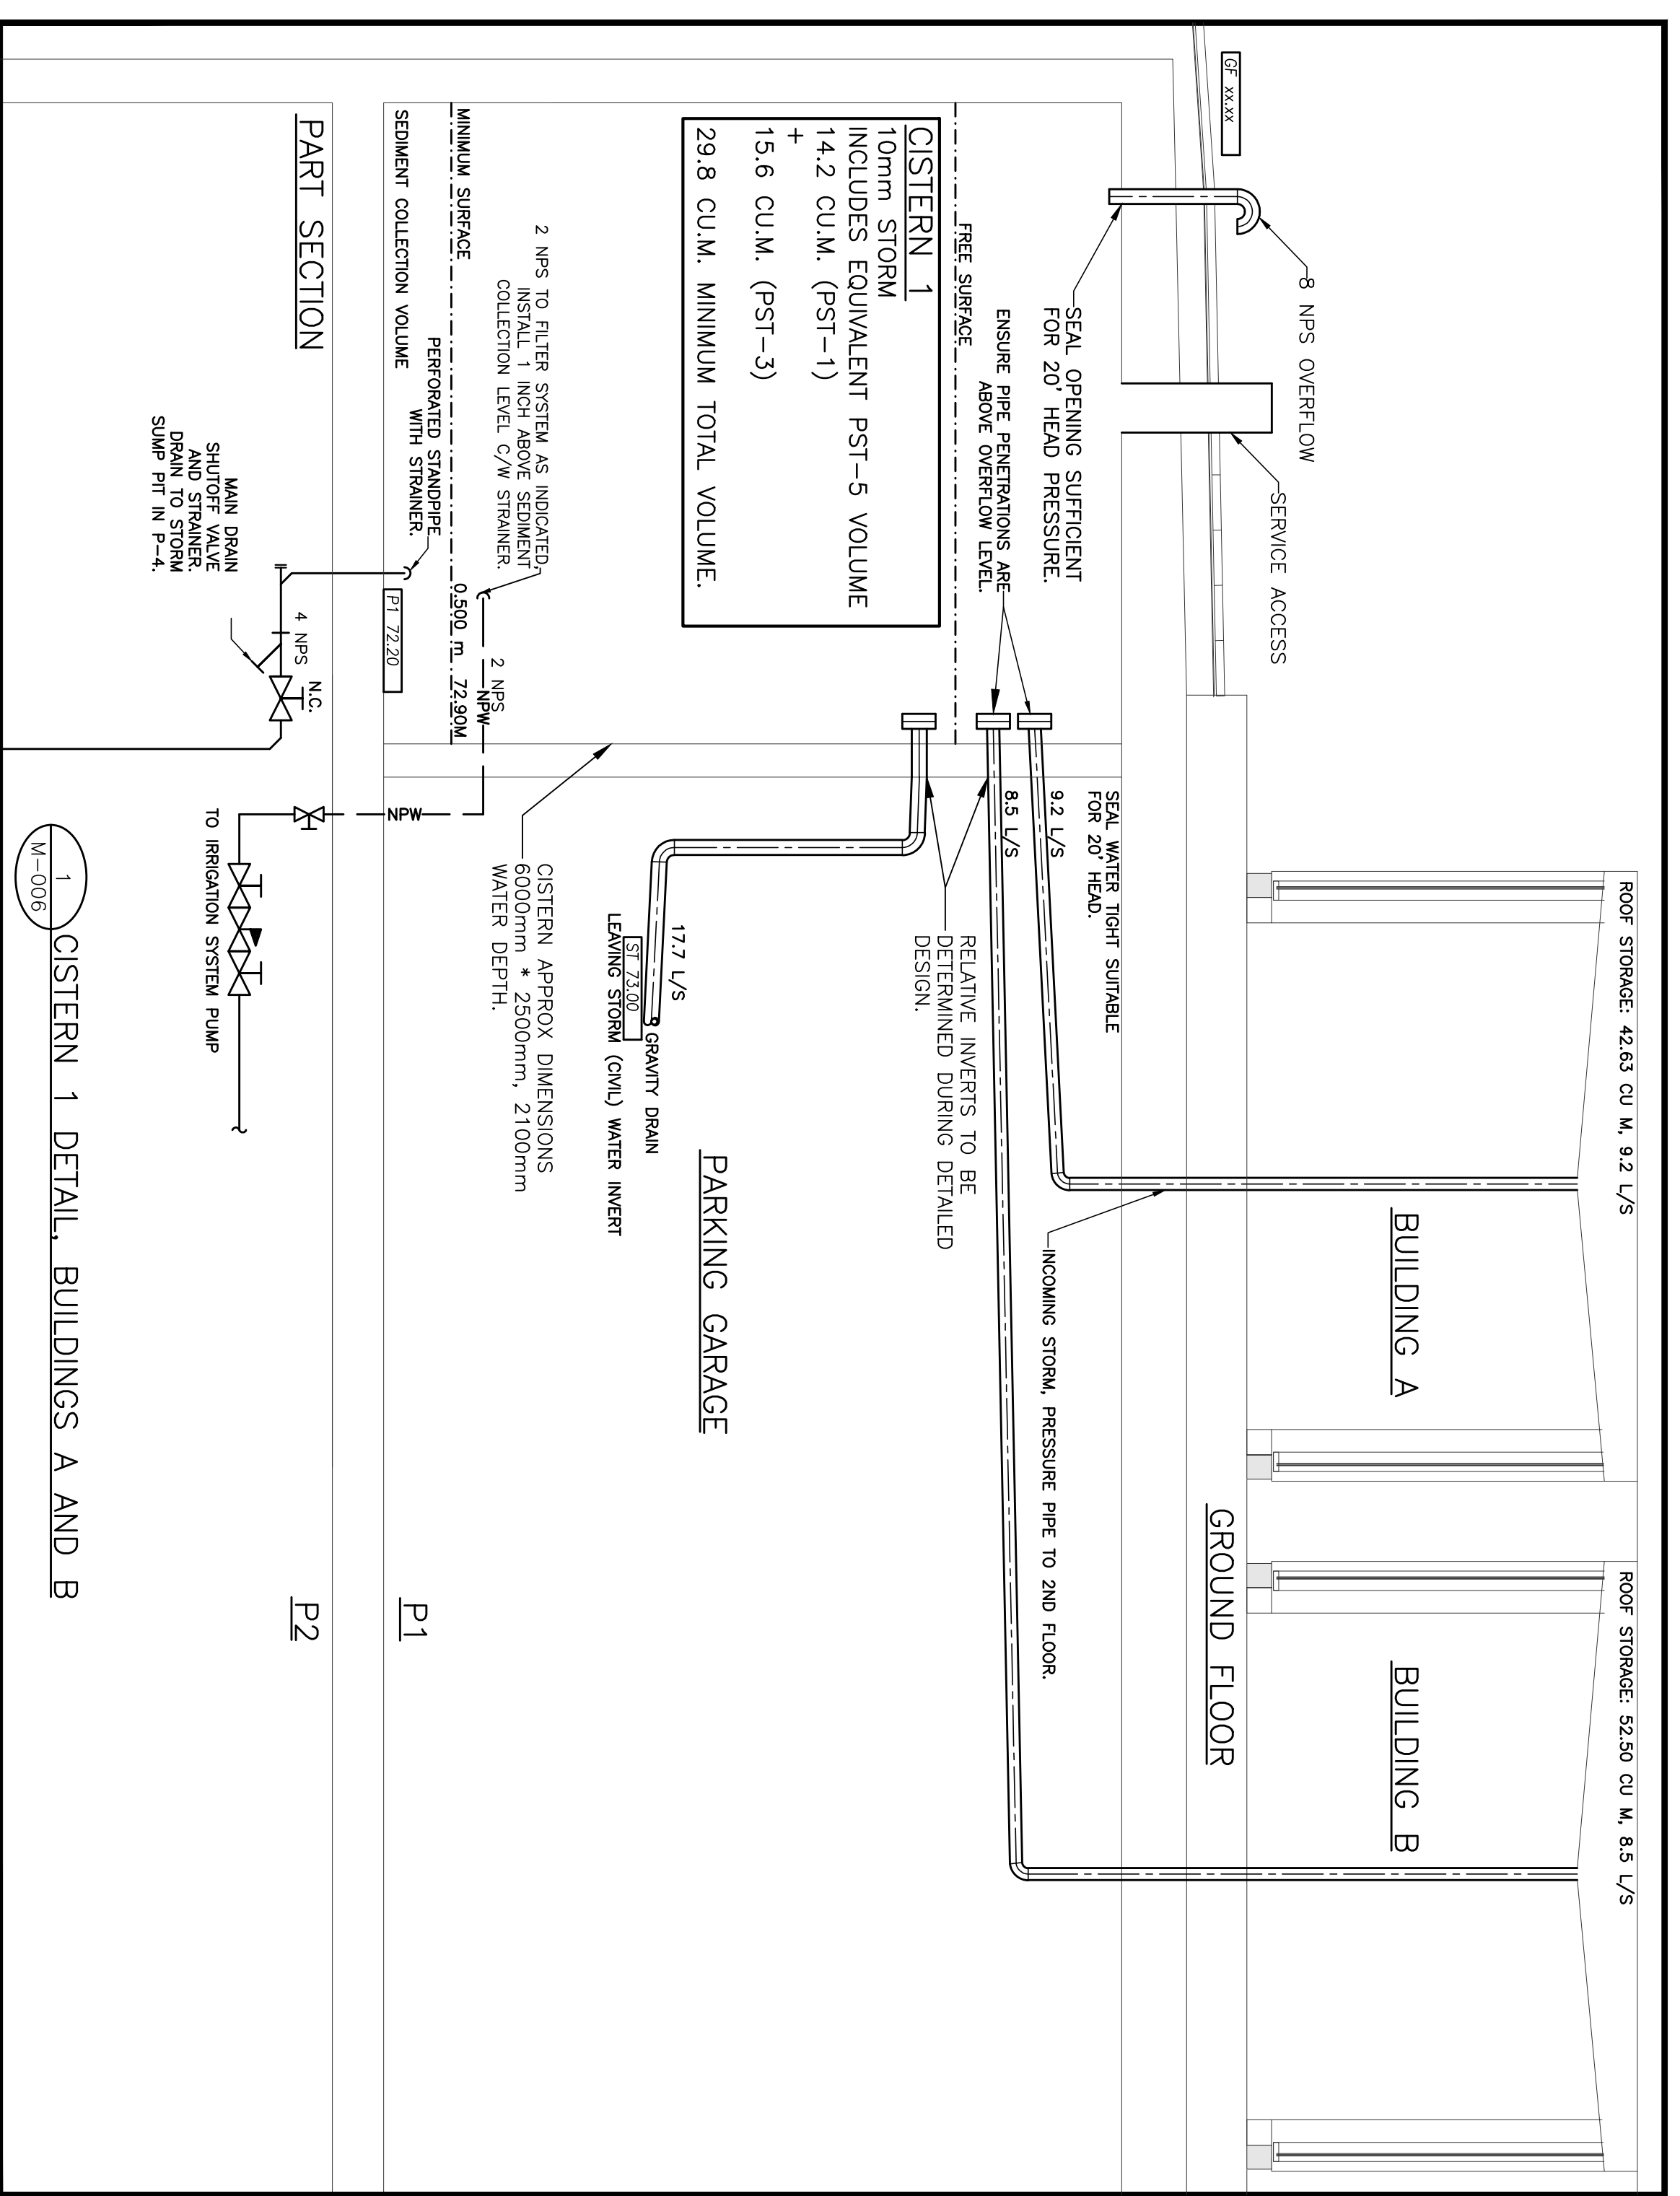 ROOF STORAGE: 42.63 CU M, 9.2 L/S
ROOF STORAGE: 52.50 CU M, 8.5 L/S
BUILDING A
BUILDING B
8 NPS OVERFLOW
SERVICE ACCESS
GF xx.xx
GROUND FLOOR
SEAL OPENING SUFFICIENT
FOR 20' HEAD PRESSURE.
SEAL WATER TIGHT SUITABLE
FOR 20' HEAD.
9.2 L/S
8.5 L/S
INCOMING STORM, PRESSURE PIPE TO 2ND FLOOR.
ENSURE PIPE PENETRATIONS ARE
ABOVE OVERFLOW LEVEL.
FREE SURFACE
RELATIVE INVERTS TO BE
DETERMINED DURING DETAILED
DESIGN.
CISTERN 1
10mm STORM
INCLUDES EQUIVALENT PST-5 VOLUME
14.2 CU.M. (PST-1)
+
15.6 CU.M. (PST-3)
29.8 CU.M. MINIMUM TOTAL VOLUME.
PARKING GARAGE
17.7 L/S
8 GRAVITY DRAIN
ST 73.00
LEAVING STORM (CIVIL) WATER INVERT
CISTERN APPROX DIMENSIONS
6000mm * 2500mm, 2100mm
WATER DEPTH.
2 NPS TO FILTER SYSTEM AS INDICATED,
INSTALL 1 INCH ABOVE SEDIMENT
COLLECTION LEVEL C/W STRAINER.
2 NPS
NPW
MINIMUM SURFACE
0.500 m
72.90M
PERFORATED STANDPIPE
WITH STRAINER.
SEDIMENT COLLECTION VOLUME
P1 72.20
NPW
P1
PART SECTION
4 NPS
N.C.
P2
MAIN DRAIN
SHUTOFF VALVE
AND STRAINER.
DRAIN TO STORM
SUMP PIT IN P-4.
TO IRRIGATION SYSTEM PUMP
1
M-006
CISTERN 1 DETAIL, BUILDINGS A AND B